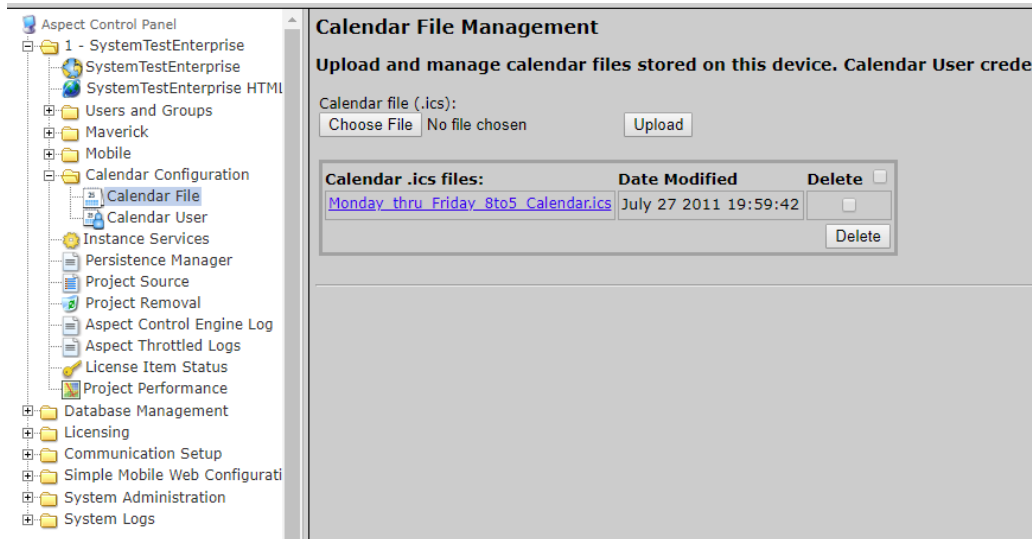 Aspect Control Panel
1 - SystemTestEnterprise
SystemTestEnterprise
SystemTestEnterprise HTML
Users and Groups
Maverick
Mobile
Calendar Configuration
Calendar File
Calendar User
Instance Services
Persistence Manager
Project Source
Project Removal
Aspect Control Engine Log
Aspect Throttled Logs
License Item Status
Project Performance
Database Management
Licensing
Communication Setup
Simple Mobile Web Configurati
System Administration
System Logs
Calendar File Management
Upload and manage calendar files stored on this device. Calendar User crede
Calendar file (.ics):
Choose File No file chosen Upload
Calendar .ics files: Date Modified Delete
Monday_thru_Friday_8to5_Calendar.ics July 27 2011 19:59:42
Delete